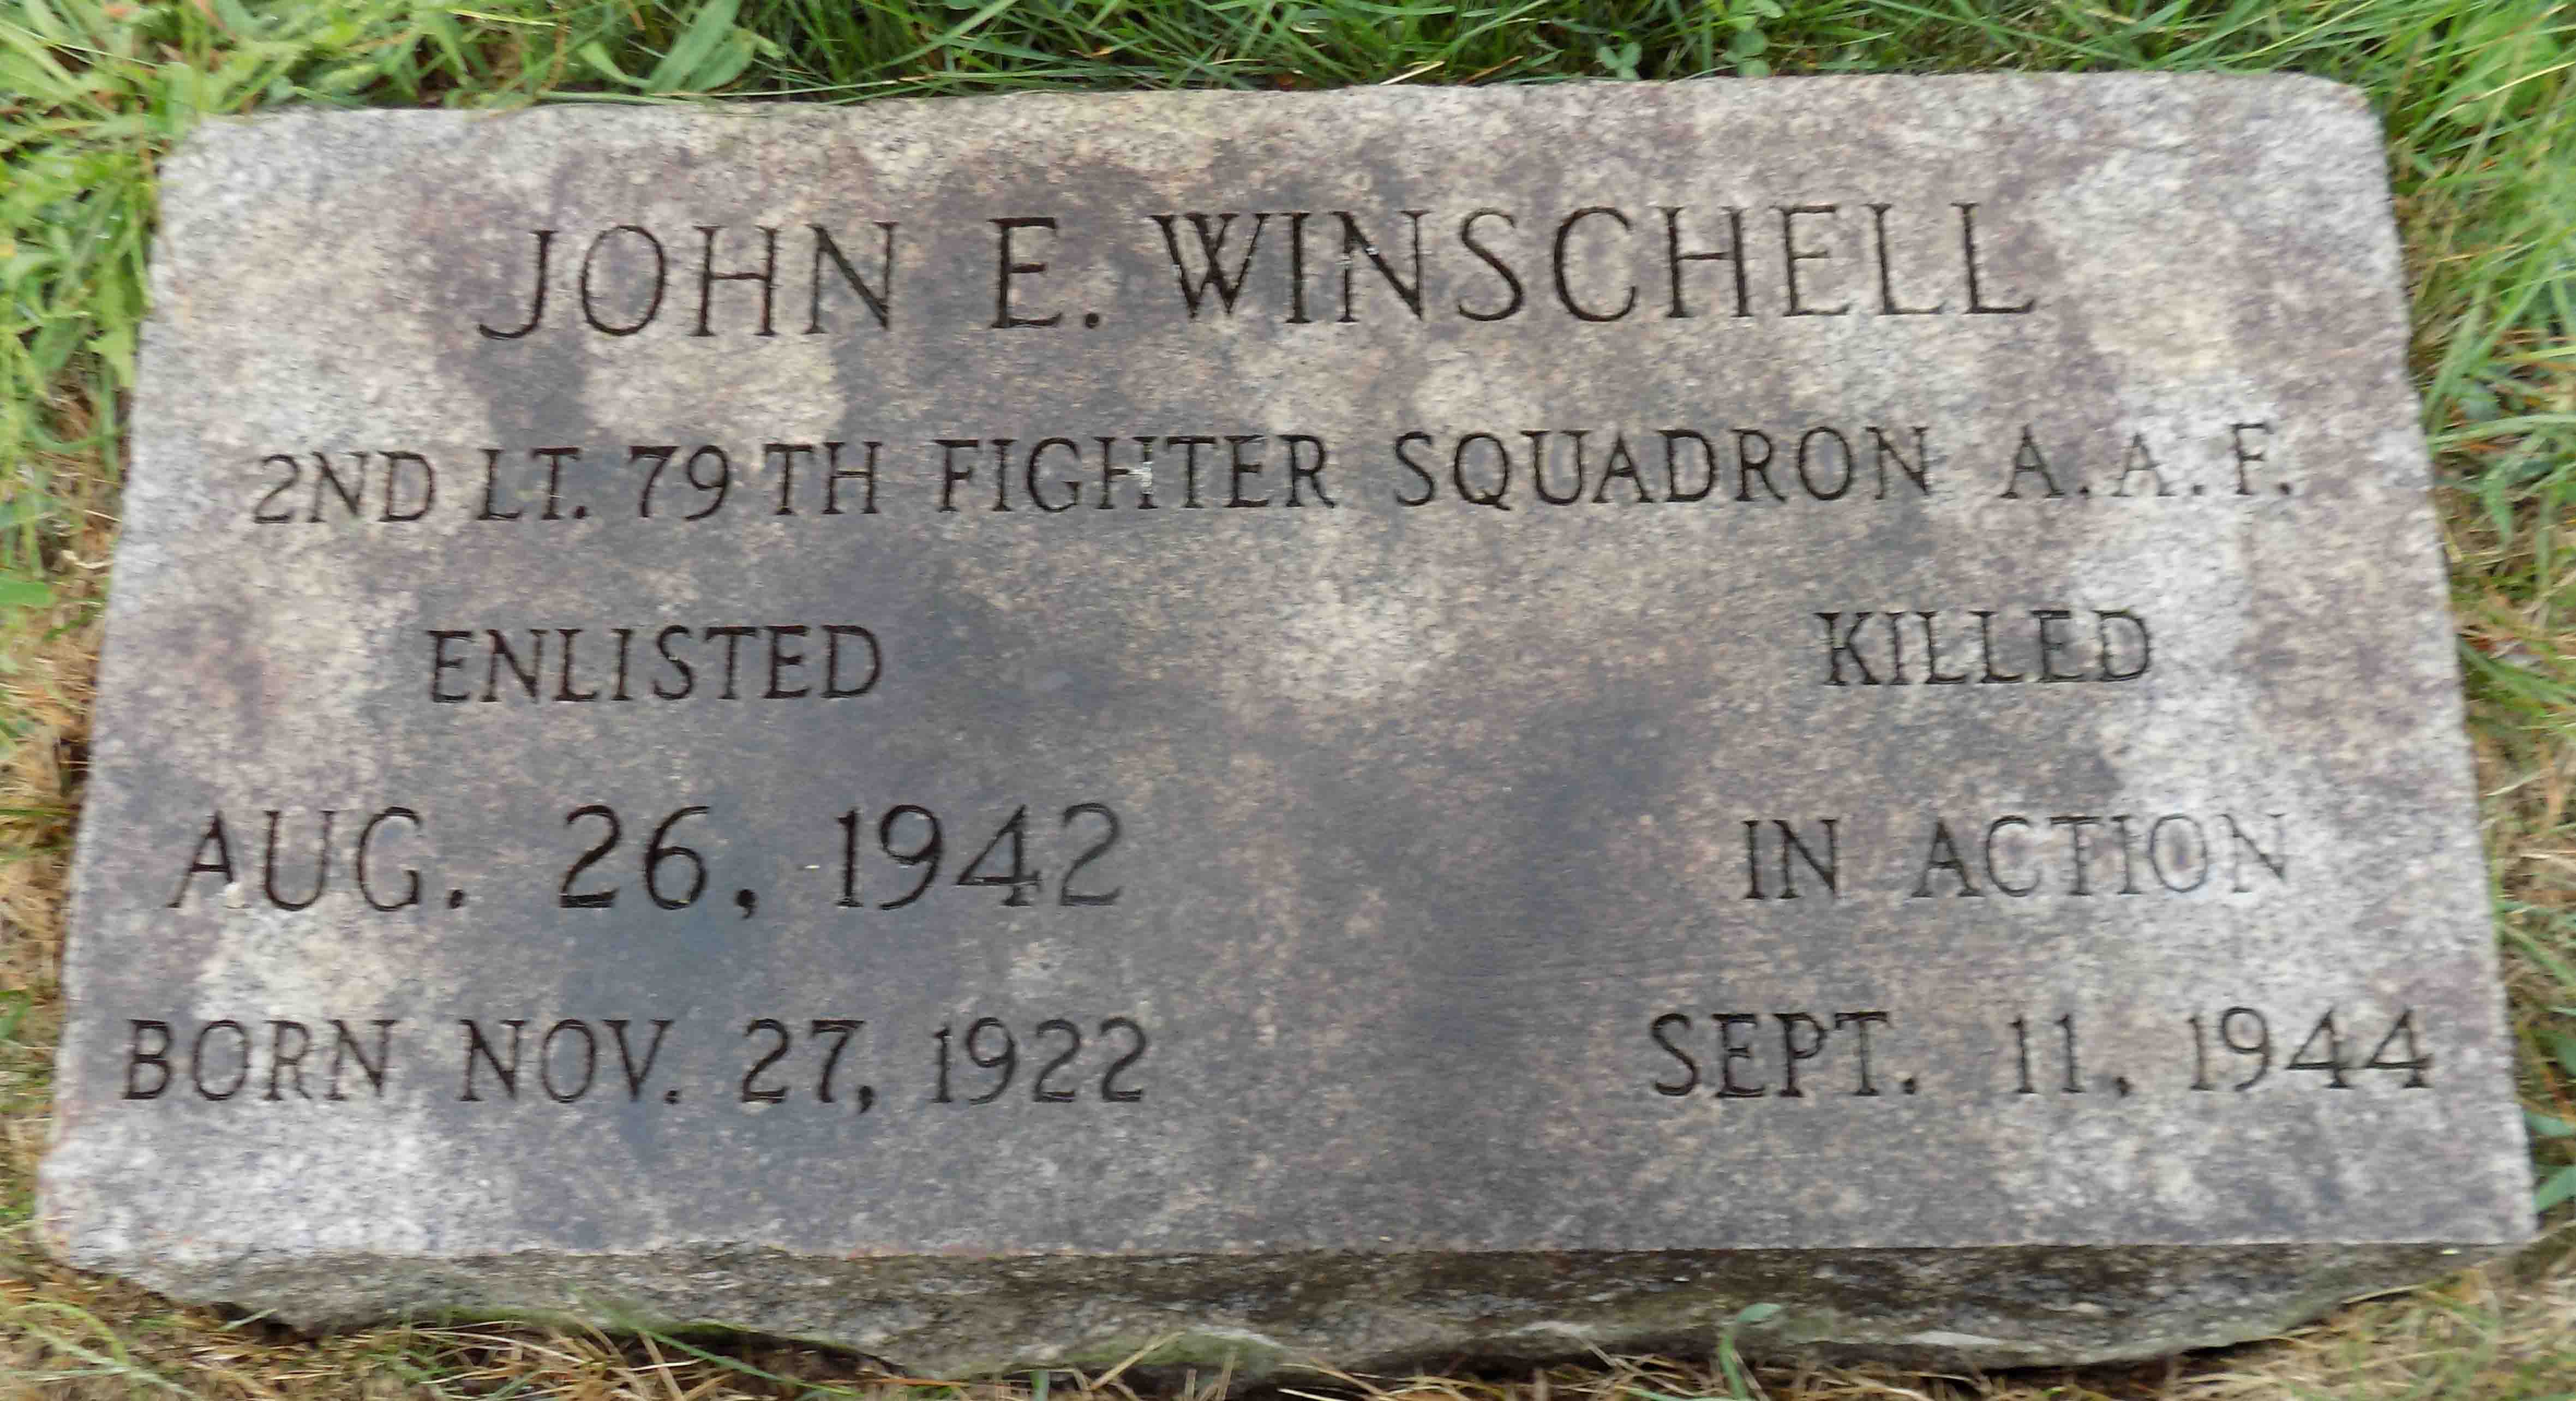 JOHN E. WINSCHELL
2ND LT. 79TH FIGHTER SQUADRON A.A.F.
ENLISTED KILLED
AUG. 26, 1942 IN ACTION
BORN NOV. 27, 1922 SEPT. 11, 1944